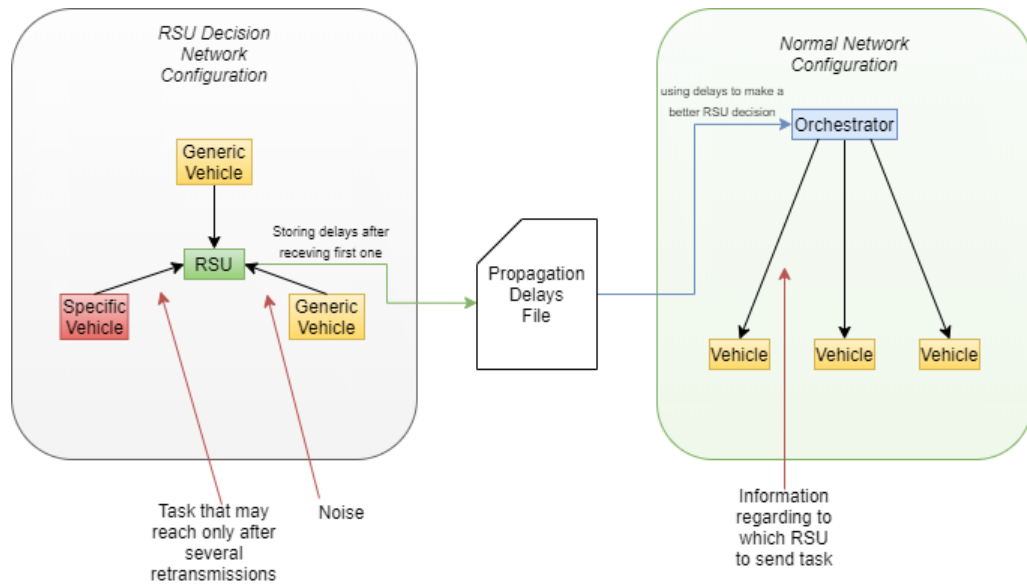 RSU Decision
Network
Configuration
Generic
Vehicle
Storing delays after
receving first one
RSU
Specific
Vehicle
Generic
Vehicle
Task that may
reach only after
several
retransmissions
Noise
Propagation
Delays
File
Normal Network
Configuration
using delays to make a
better RSU decision
Orchestrator
Vehicle
Vehicle
Vehicle
Information
regarding to
which RSU
to send task